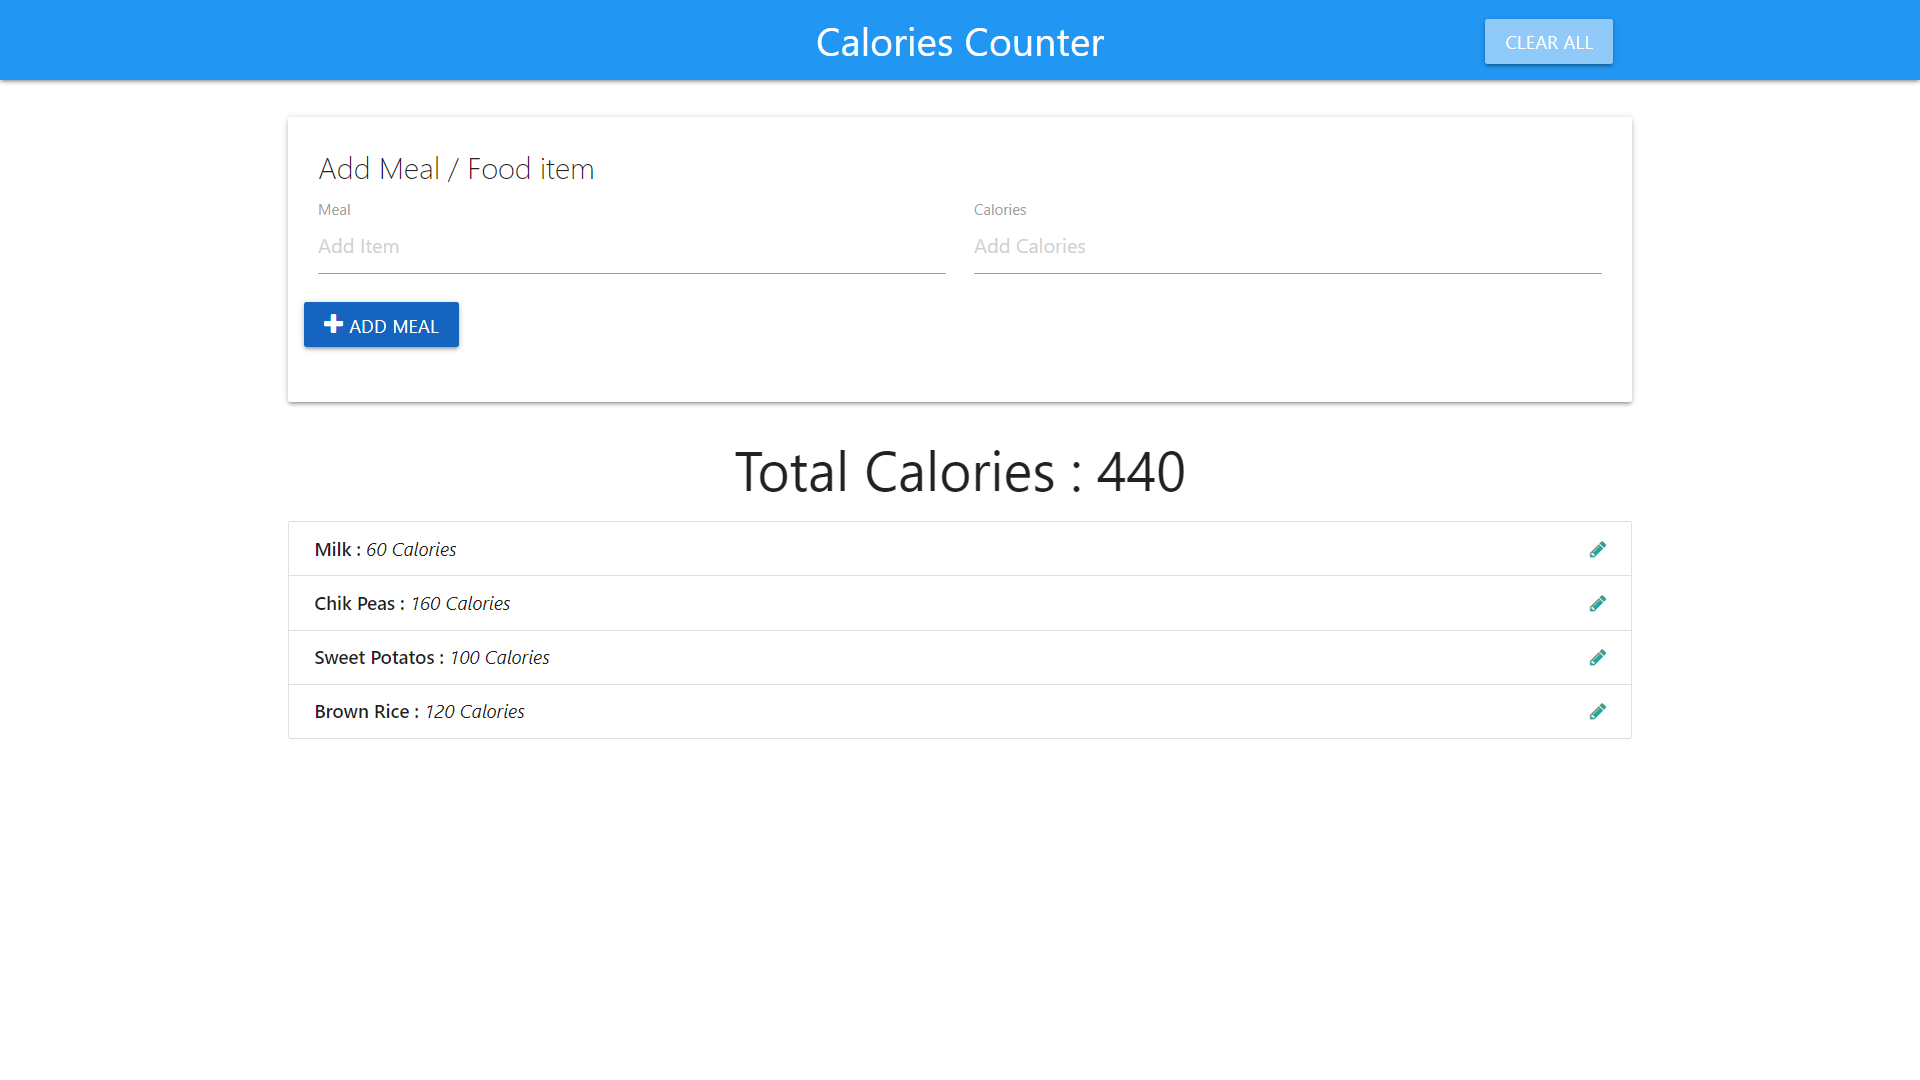 Calories Counter
CLEAR ALL
Add Meal / Food item
Meal
Calories
Add Item
Add Calories
ADD MEAL
Total Calories : 440
Milk : 60 Calories
Chik Peas : 160 Calories
Sweet Potatos : 100 Calories
Brown Rice : 120 Calories